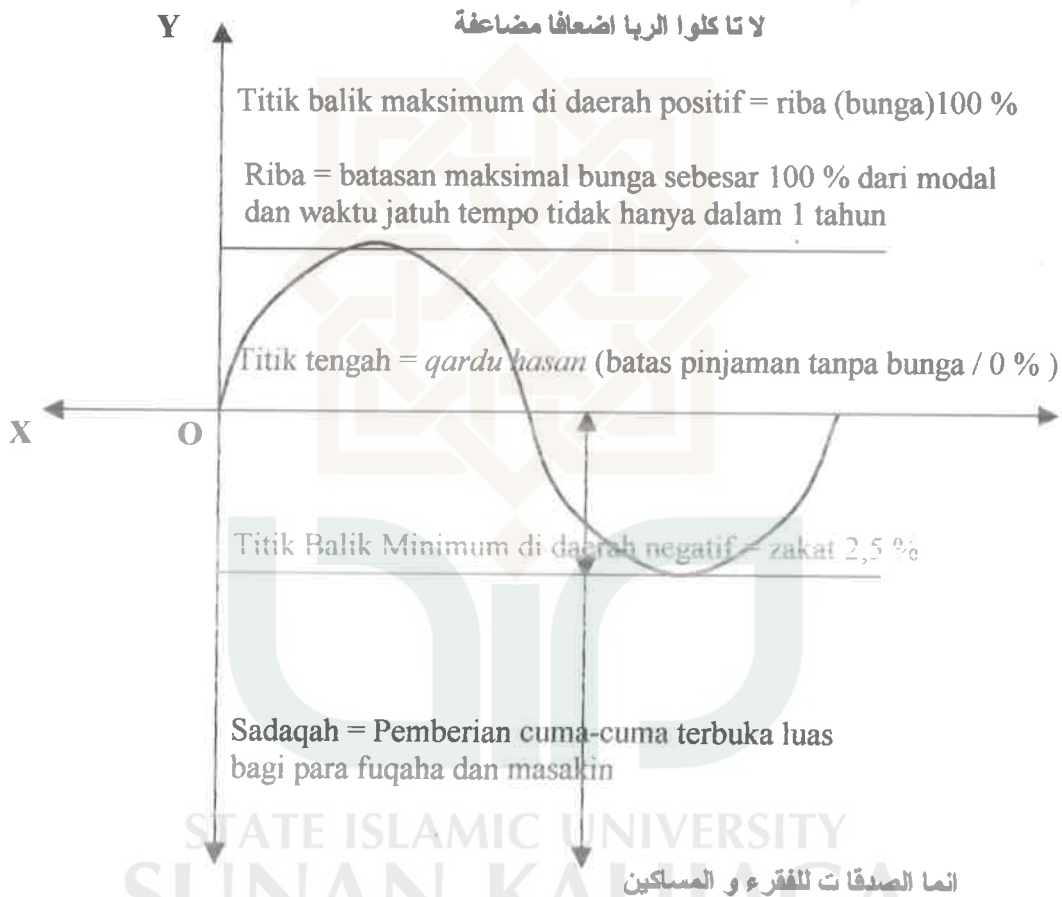 Y
لا تا كلوا الربا اضعافا مضاعفة
Titik balik maksimum di daerah positif = riba (bunga)100 %
Riba = batasan maksimal bunga sebesar 100 % dari modal
dan waktu jatuh tempo tidak hanya dalam 1 tahun
Titik tengah = qardu hasan (batas pinjaman tanpa bunga / 0 % )
X
O
Titik Balik Minimum di daerah negatif = zakat 2,5 %
Sadaqah = Pemberian cuma-cuma terbuka luas
bagi para fuqaha dan masakin
STATE ISLAMIC UNIVERSITY
SUNAN KALIJAGA
انما الصدقا ت للفقرء و المساكين